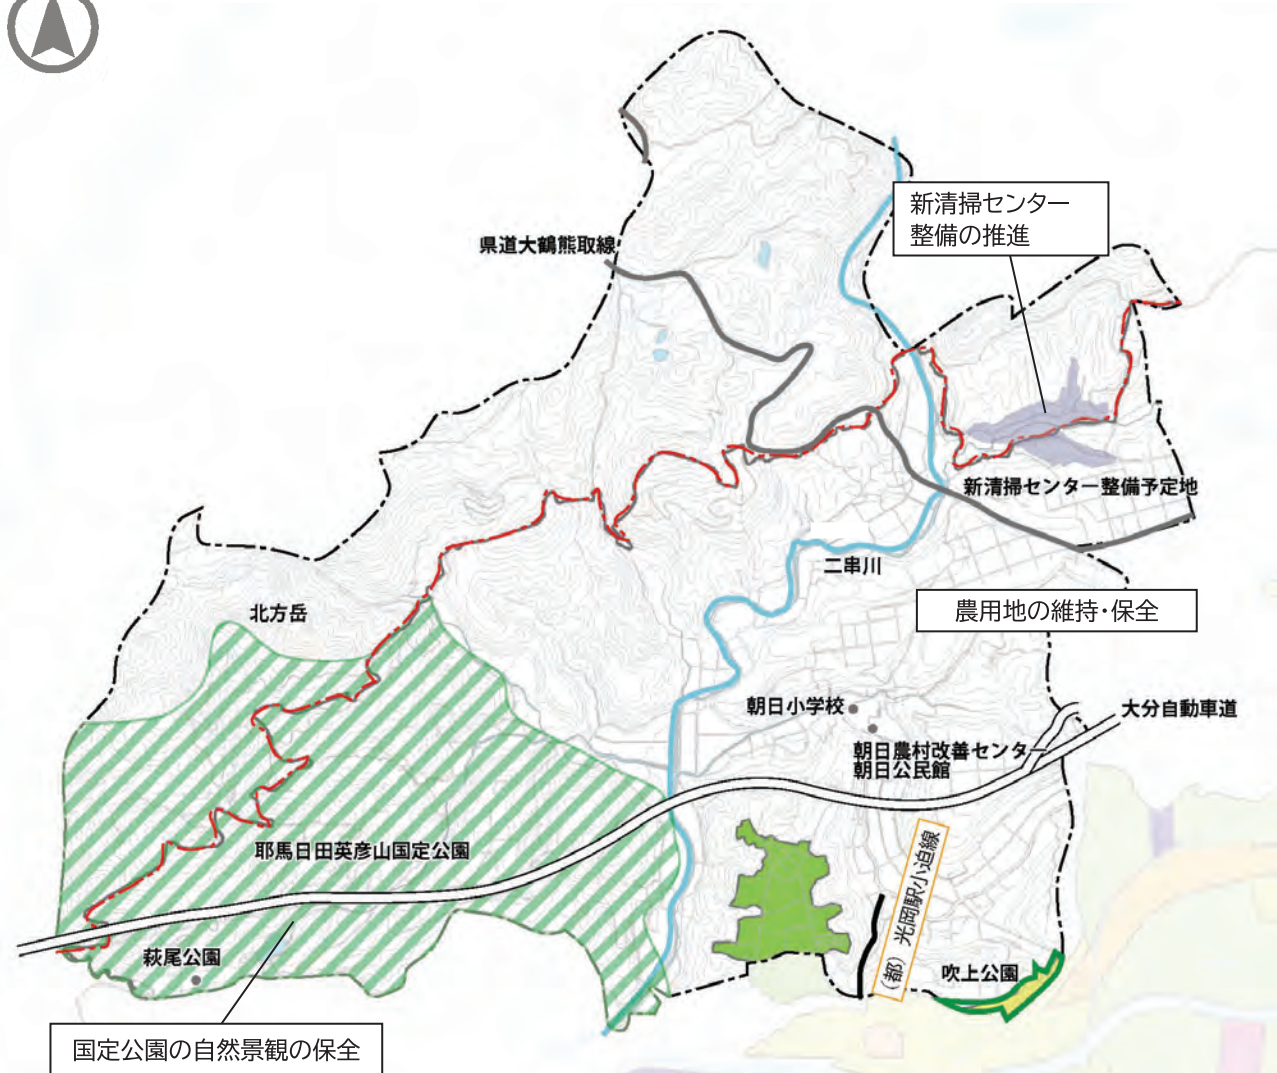 新清掃センター
整備の推進
県道大鶴熊取線
新清掃センター整備予定地
二串川
農用地の維持・保全
北方岳
朝日小学校
大分自動車道
朝日農村改善センター
朝日公民館
耶馬日田英彦山国定公園
(都) 光岡駅小迫線
萩尾公園
吹上公園
国定公園の自然景観の保全